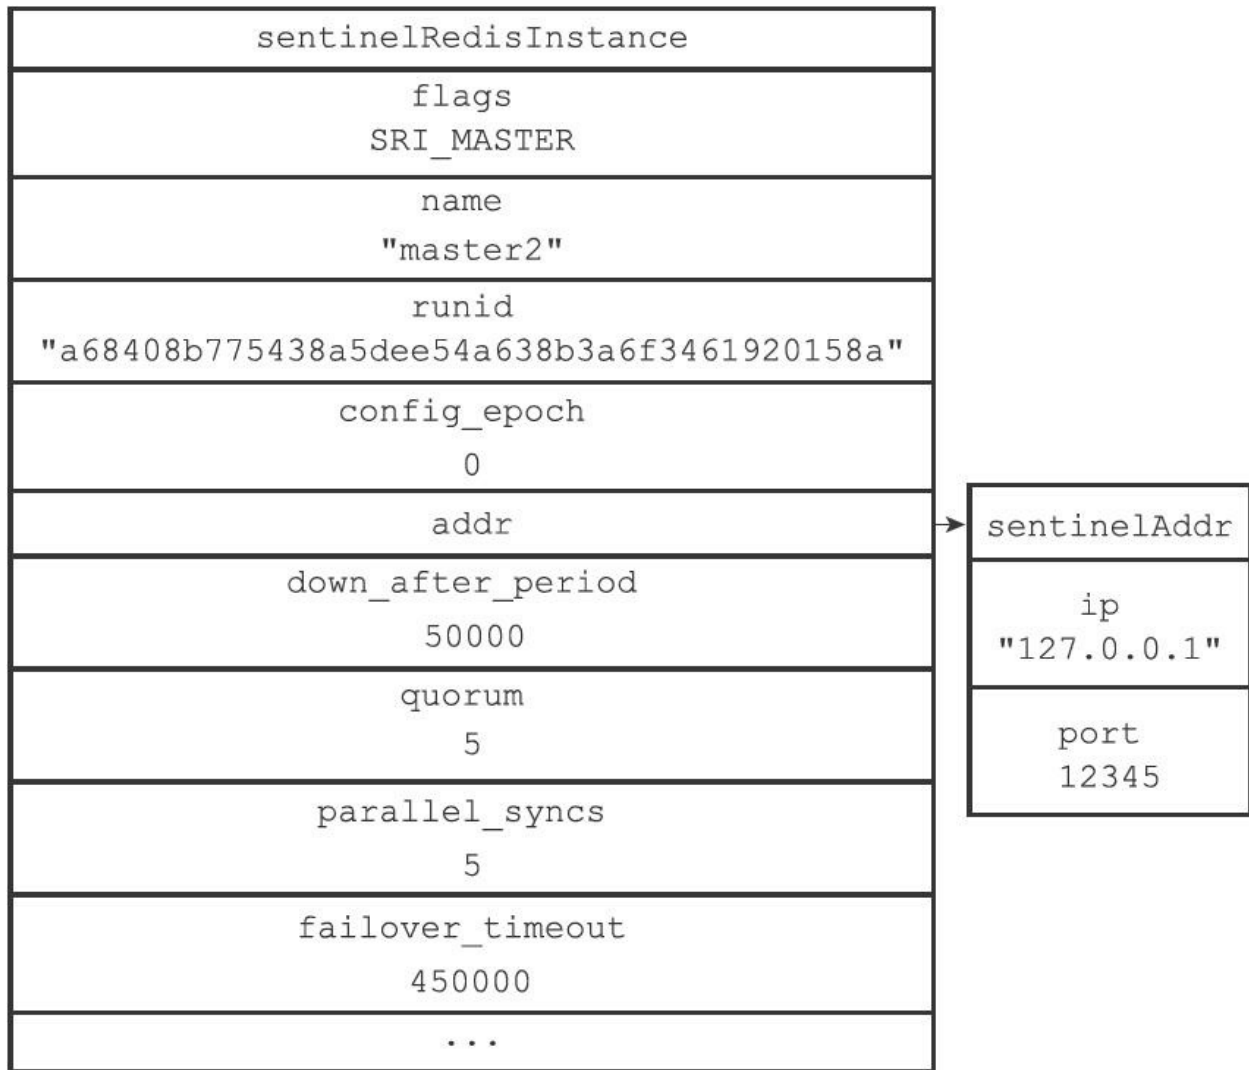 sentinelRedisInstance
flags
SRI_MASTER
name
"master2"
runid
"a68408b775438a5dee54a638b3a6f3461920158a"
config_epoch
0
addr
down_after_period
50000
quorum
5
parallel_syncs
5
failover_timeout
450000
...
sentinelAddr
ip
"127.0.0.1"
port
12345